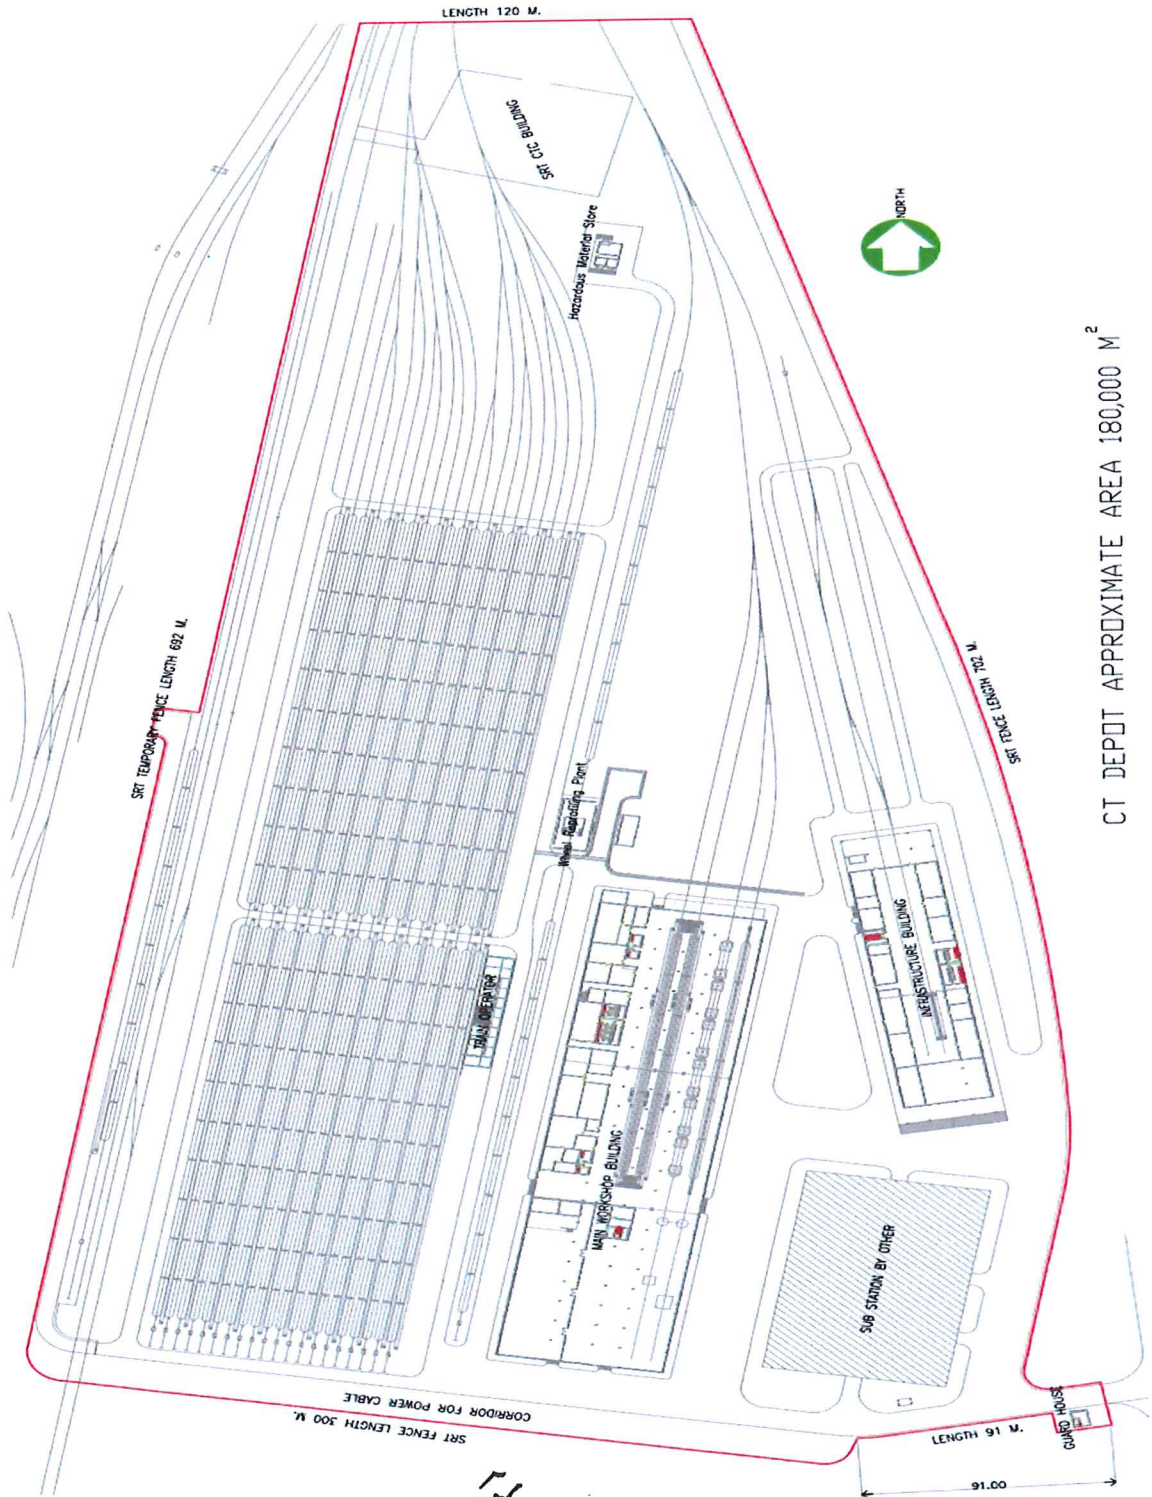 LENGTH 120 M.
SRT CTC BUILDING
NORTH
Hazardous Material Store
SRT TEMPORARY FENCE LENGTH 692 M.
SRT FENCE LENGTH 702 M.
CT DEPOT APPROXIMATE AREA 180,000 M²
Wheel Reprofiling Plant
TRAIN OPERATOR
INFRASTRUCTURE BUILDING
MAIN WORKSHOP BUILDING
SUB STATION BY OTHER
CORRIDOR FOR POWER CABLE
SRT FENCE LENGTH 300 M.
GUARD HOUSE
LENGTH 91 M.
91.00